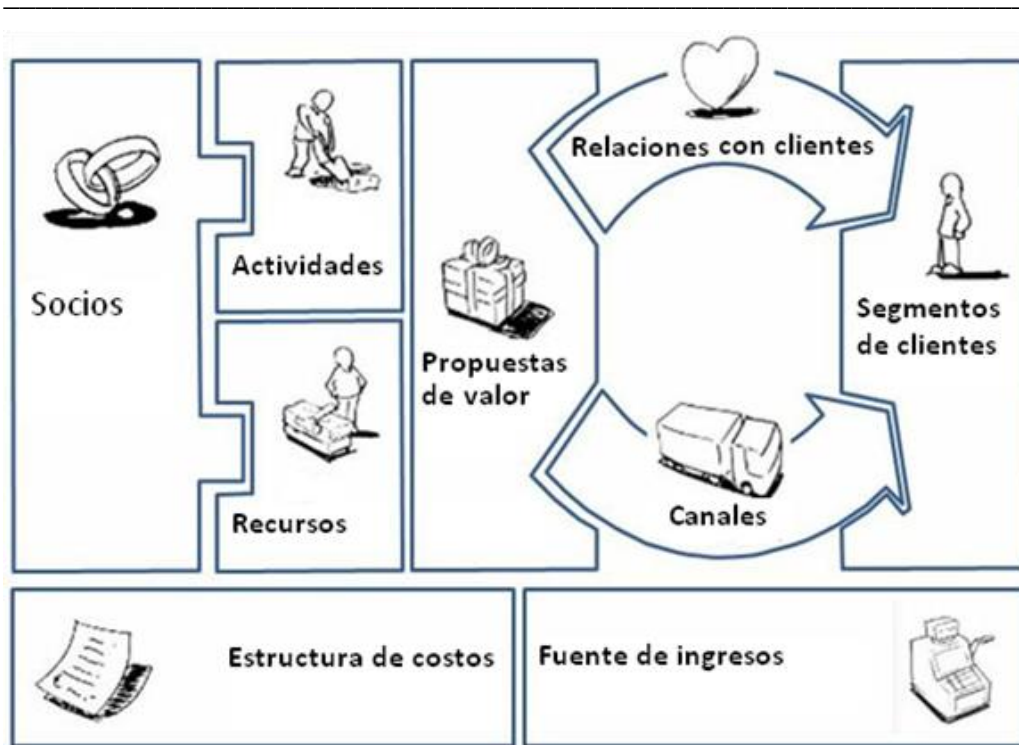 Socios
Actividades
Recursos
Propuestas
de valor
Relaciones con clientes
Canales
Segmentos
de clientes
Estructura de costos
Fuente de ingresos